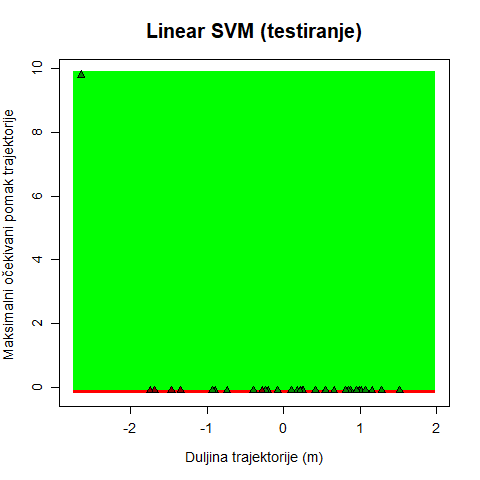 Linear SVM (testiranje)
Maksimalni očekivani pomak trajektorije
10
8
6
4
2
0
-2 -1 0 1 2
Duljina trajektorije (m)